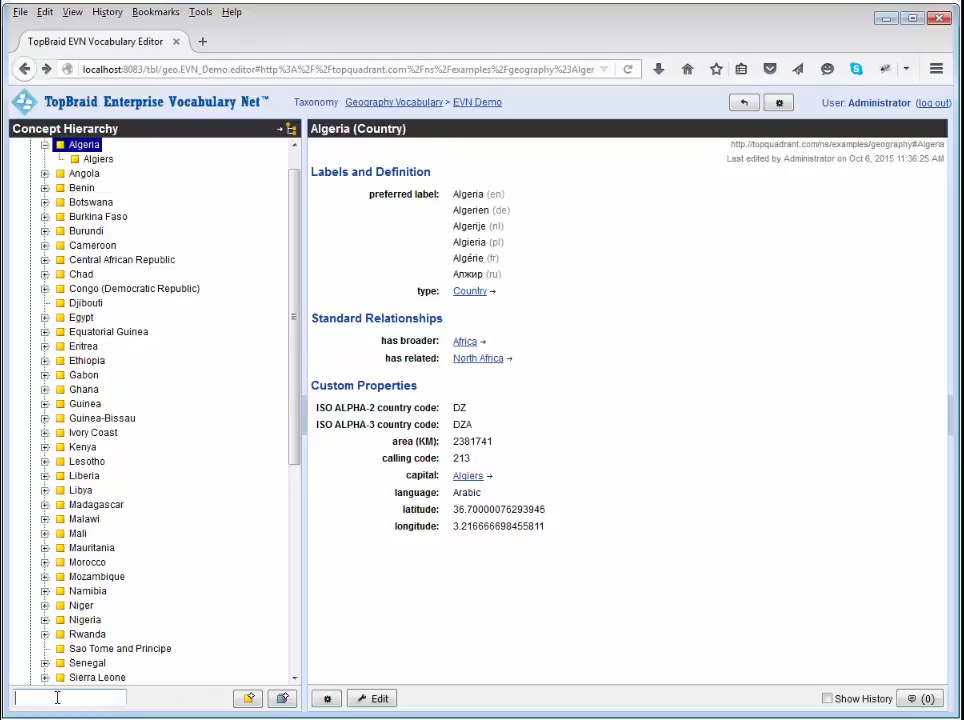 File Edit View History Bookmarks Tools Help
TopBraid EVN Vocabulary Editor
localhost:8083/tbl/geo.EVN_Demo.editor#http%3A%2F%2Ftopquadrant.com%2Fns%2Fexamples%2Fgeography%23Alger
TopBraid Enterprise Vocabulary Net™ Taxonomy Geography Vocabulary > EVN Demo User: Administrator (log out)
Concept Hierarchy
Algeria
Algiers
Angola
Benin
Botswana
Burkina Faso
Burundi
Cameroon
Central African Republic
Chad
Congo (Democratic Republic)
Djibouti
Egypt
Equatorial Guinea
Eritrea
Ethiopia
Gabon
Ghana
Guinea
Guinea-Bissau
Ivory Coast
Kenya
Lesotho
Liberia
Libya
Madagascar
Malawi
Mali
Mauritania
Morocco
Mozambique
Namibia
Niger
Nigeria
Rwanda
Sao Tome and Principe
Senegal
Sierra Leone
Algeria (Country)
http://topquadrant.com/ns/examples/geography#Algeria
Last edited by Administrator on Oct 6, 2015 11:36:25 AM
Labels and Definition
preferred label: Algeria (en)
Algerien (de)
Algerije (nl)
Algieria (pl)
Algérie (fr)
Алжир (ru)
type: Country
Standard Relationships
has broader: Africa
has related: North Africa
Custom Properties
ISO ALPHA-2 country code: DZ
ISO ALPHA-3 country code: DZA
area (KM): 2381741
calling code: 213
capital: Algiers
language: Arabic
latitude: 36.70000076293945
longitude: 3.216666698455811
Edit Show History (0)